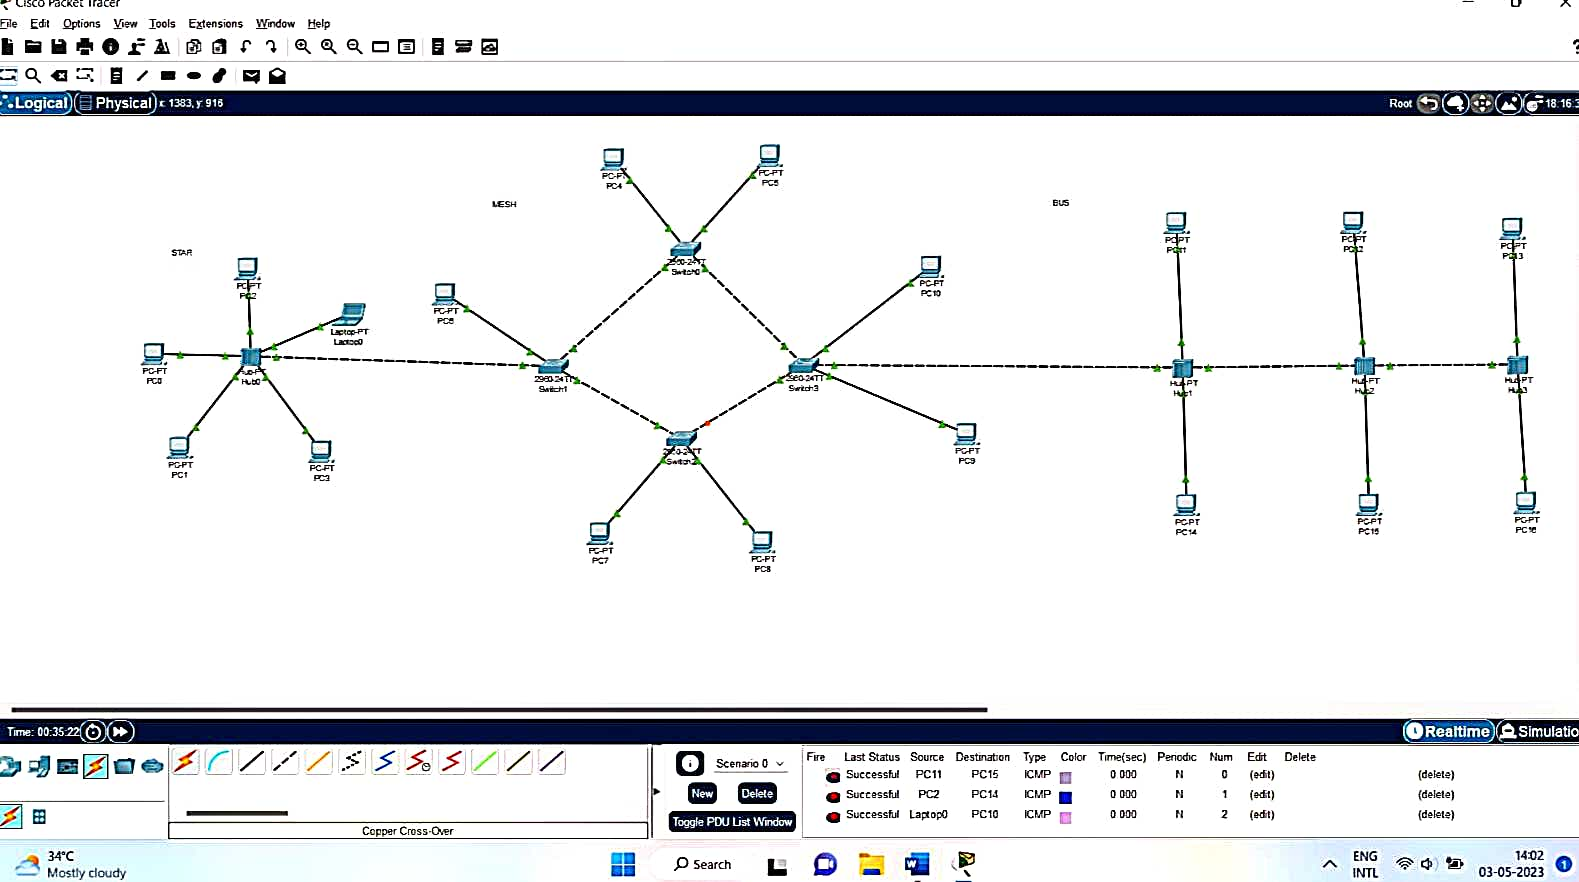 Cisco Packet Tracer
File Edit Options View Tools Extensions Window Help
Logical Physical x: 1383, y: 916 Root 18:16:3
MESH
BUS
STAR
PC-PT
PC4
PC-PT
PC-PT
PC2
Laptop-PT
Laptop0
PC-PT
PC0
Hub-PT
Hub0
PC-PT
PC1
PC-PT
PC3
PC-PT
2960-24TT
Switch0
2960-24TT
Switch1
2960-24TT
Switch3
2960-24TT
Switch2
PC-PT
PC10
PC-PT
PC9
PC-PT
PC7
PC-PT
PC8
PC-PT
PC11
PC-PT
PC12
PC-PT
PC13
Hub-PT
Hub1
Hub-PT
Hub2
Hub-PT
Hub3
PC-PT
PC14
PC-PT
PC15
PC-PT
PC16
Time: 00:35:22 Realtime Simulatio
Scenario 0
New Delete
Toggle PDU List Window
Copper Cross-Over
Fire Last Status Source Destination Type Color Time(sec) Periodic Num Edit Delete
Successful PC11 PC15 ICMP 0.000 N 0 (edit) (delete)
Successful PC2 PC14 ICMP 0.000 N 1 (edit) (delete)
Successful Laptop0 PC10 ICMP 0.000 N 2 (edit) (delete)
34°C
Mostly cloudy
Search
ENG
INTL
14:02
03-05-2023
1